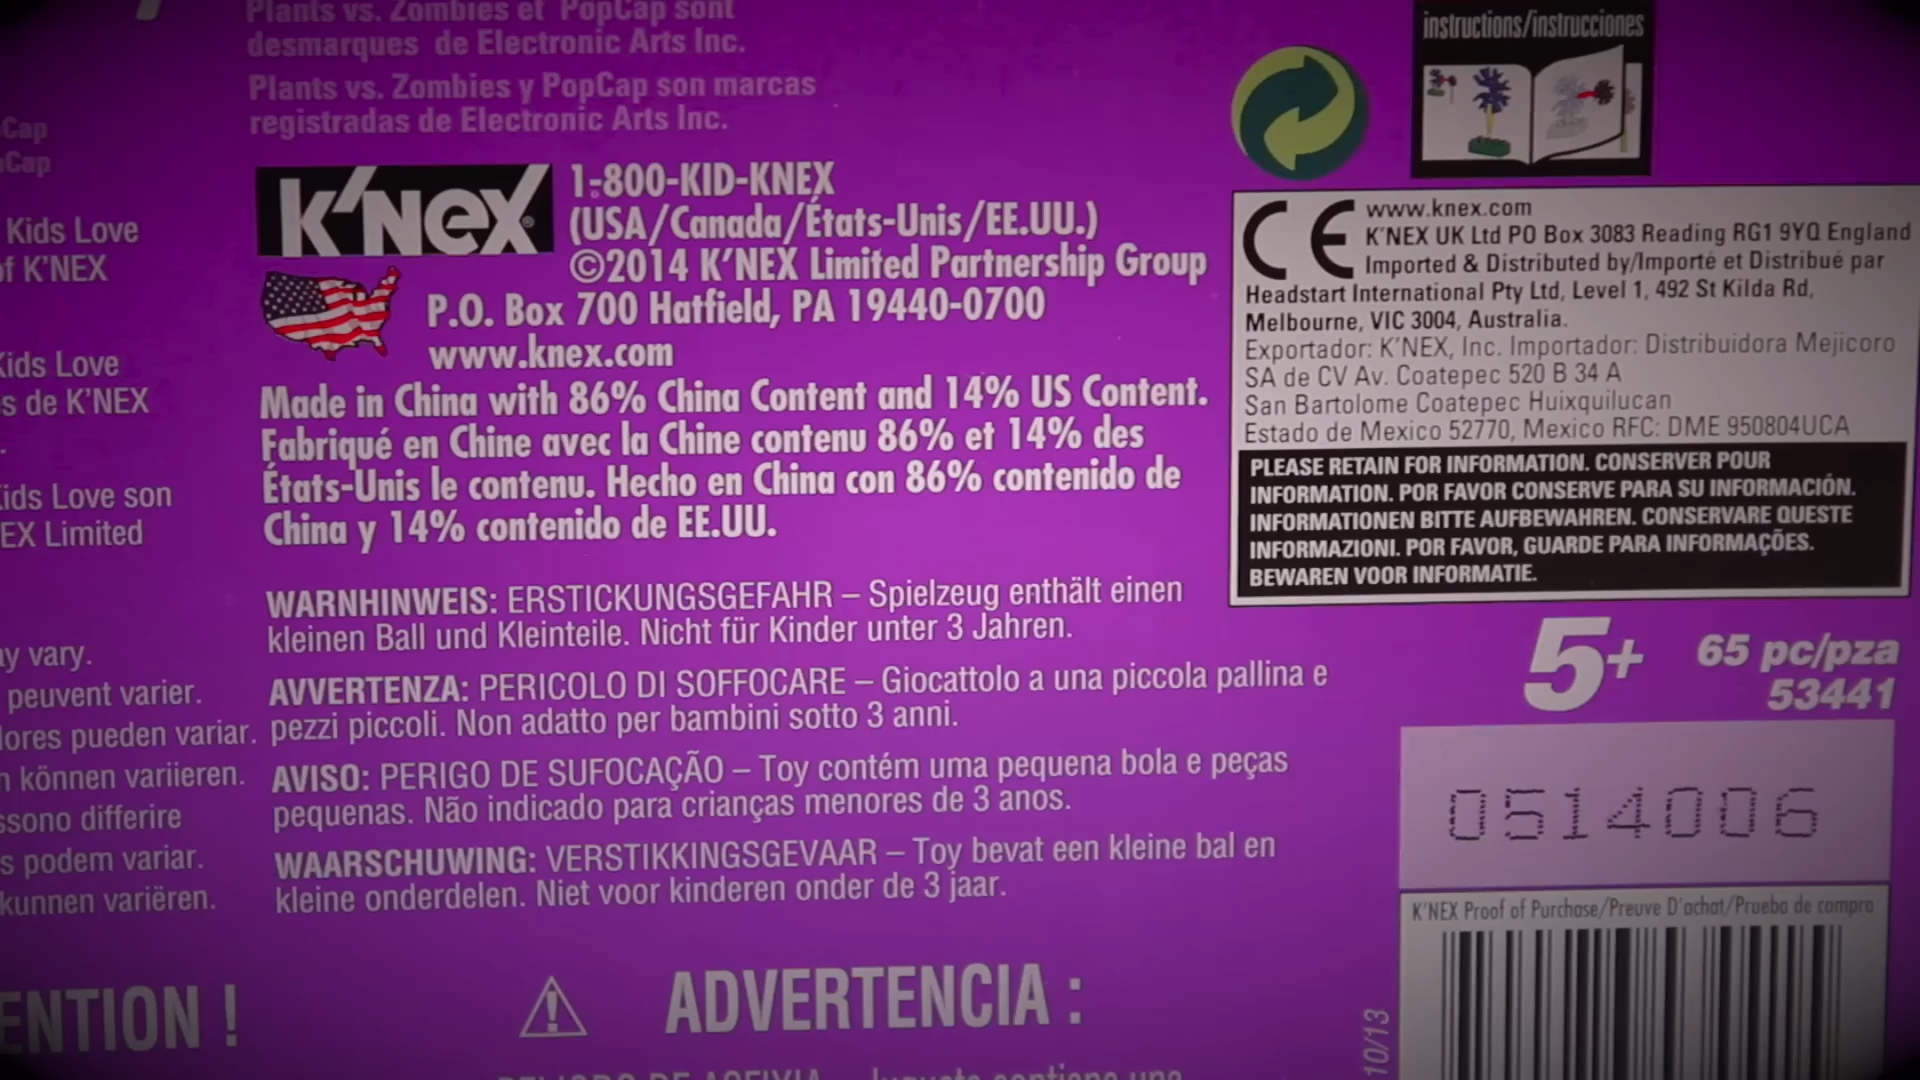 Plants vs. Zombies et PopCap sont
desmarques de Electronic Arts Inc.
Plants vs. Zombies y PopCap son marcas
registradas de Electronic Arts Inc.
Cap
Cap
Kids Love
of K'NEX
Kids Love
s de K'NEX
Kids Love son
EX Limited
ay vary.
peuvent varier.
lores pueden variar.
n können variieren.
ssono differire
s podem variar.
kunnen variëren.
ENTION !
K'NEX®
1-800-KID-KNEX
(USA/Canada/États-Unis/EE.UU.)
©2014 K'NEX Limited Partnership Group
P.O. Box 700 Hatfield, PA 19440-0700
www.knex.com
Made in China with 86% China Content and 14% US Content.
Fabriqué en Chine avec la Chine contenu 86% et 14% des
États-Unis le contenu. Hecho en China con 86% contenido de
China y 14% contenido de EE.UU.
WARNHINWEIS: ERSTICKUNGSGEFAHR – Spielzeug enthält einen
kleinen Ball und Kleinteile. Nicht für Kinder unter 3 Jahren.
AVVERTENZA: PERICOLO DI SOFFOCARE – Giocattolo a una piccola pallina e
pezzi piccoli. Non adatto per bambini sotto 3 anni.
AVISO: PERIGO DE SUFOCAÇÃO – Toy contém uma pequena bola e peças
pequenas. Não indicado para crianças menores de 3 anos.
WAARSCHUWING: VERSTIKKINGSGEVAAR – Toy bevat een kleine bal en
kleine onderdelen. Niet voor kinderen onder de 3 jaar.
ADVERTENCIA :
instructions/instrucciones
CE
www.knex.com
K'NEX UK Ltd PO Box 3083 Reading RG1 9YQ England
Imported & Distributed by/Importé et Distribué par
Headstart International Pty Ltd, Level 1, 492 St Kilda Rd,
Melbourne, VIC 3004, Australia.
Exportador: K'NEX, Inc. Importador: Distribuidora Mejicoro
SA de CV Av. Coatepec 520 B 34 A
San Bartolome Coatepec Huixquilucan
Estado de Mexico 52770, Mexico RFC: DME 950804UCA
PLEASE RETAIN FOR INFORMATION. CONSERVER POUR
INFORMATION. POR FAVOR CONSERVE PARA SU INFORMACIÓN.
INFORMATIONEN BITTE AUFBEWAHREN. CONSERVARE QUESTE
INFORMAZIONI. POR FAVOR, GUARDE PARA INFORMAÇÕES.
BEWAREN VOOR INFORMATIE.
5+
65 pc/pza
53441
0514006
K'NEX Proof of Purchase/Preuve D'achat/Prueba de compra
10/13